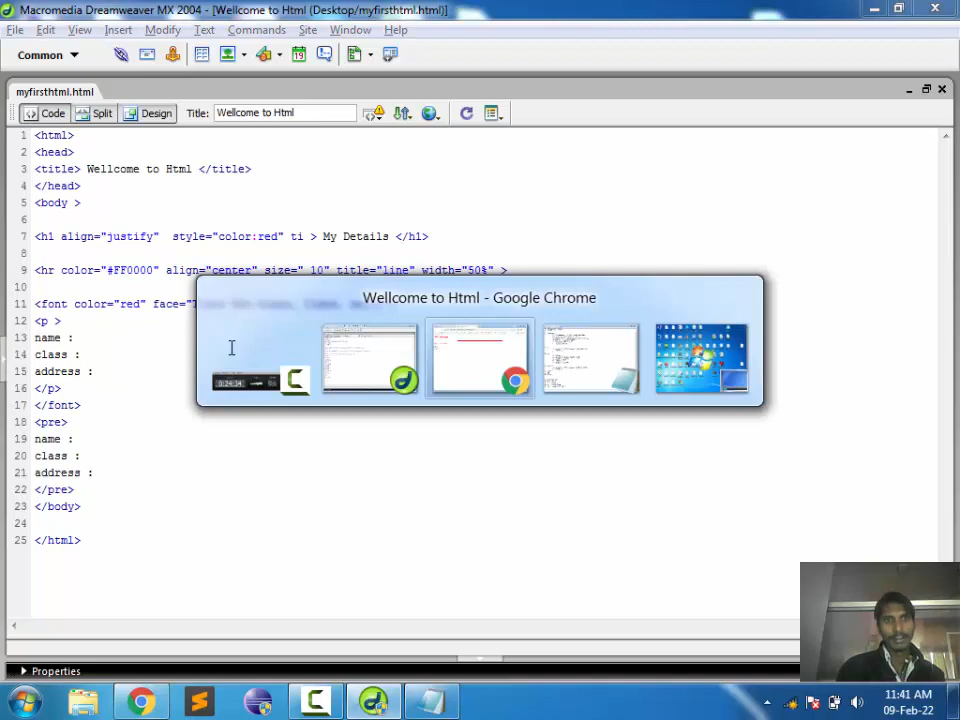 Macromedia Dreamweaver MX 2004 - [Wellcome to Html (Desktop/myfirsthtml.html)]
File Edit View Insert Modify Text Commands Site Window Help
Common
myfirsthtml.html
Code Split Design Title: Wellcome to Html
1 <html>
2 <head>
3 <title> Wellcome to Html </title>
4 </head>
5 <body >
6
7 <h1 align="justify"  style="color:red" ti > My Details </h1>
8
9 <hr color="#FF0000" align="center" size=" 10" title="line" width="50%" >
10
11 <font color="red" face="
12 <p >
13 name :
14 class :
15 address :
16 </p>
17 </font>
18 <pre>
19 name :
20 class :
21 address :
22 </pre>
23 </body>
24
25 </html>
Wellcome to Html - Google Chrome
0:24:34
Properties
11:41 AM
09-Feb-22